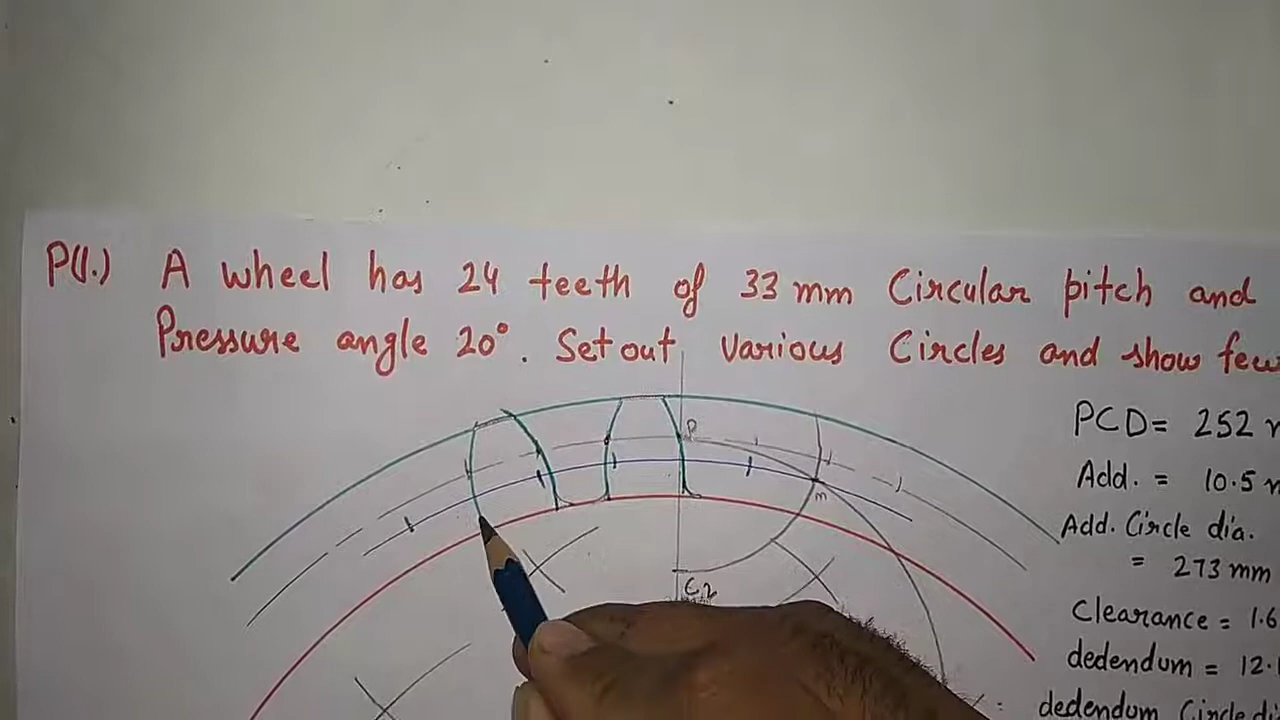 P(1.) A wheel has 24 teeth of 33 mm Circular pitch and
Pressure angle 20°. Set out various Circles and show few
PCD= 252
Add. = 10.5
Add. Circle dia.
= 273 mm
Clearance = 1.6
dedendum = 12.1
dedendum Circle di
P
m
C2